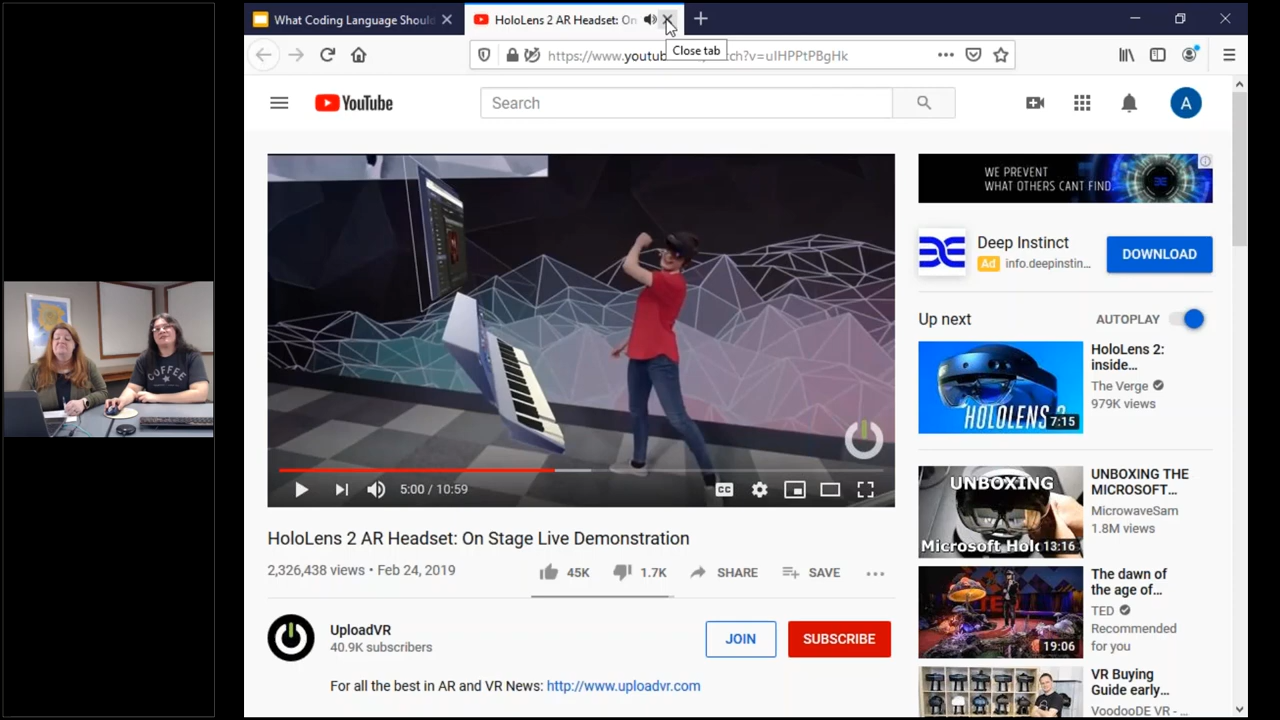 What Coding Language Shoul
HoloLens 2 AR Headset: On
Close tab
https://www.youtub
tch?v=uIHPPtPBgHk
YouTube
Search
A
WE PREVENT
WHAT OTHERS CANT FIND.
Deep Instinct
Ad info.deepinstin...
DOWNLOAD
Up next
AUTOPLAY
HoloLens 2:
inside...
The Verge
979K views
HOLOLENS 2
7:15
COFFEE
CC
5:00 / 10:59
UNBOXING
Microsoft Hol
13:16
UNBOXING THE
MICROSOFT...
MicrowaveSam
1.8M views
HoloLens 2 AR Headset: On Stage Live Demonstration
2,326,438 views • Feb 24, 2019
45K
1.7K
SHARE
SAVE
The dawn of
the age of...
TED
Recommended
for you
19:06
UploadVR
40.9K subscribers
JOIN
SUBSCRIBE
For all the best in AR and VR News: http://www.uploadvr.com
VR Buying
Guide early...
VoodooDE VR - ...